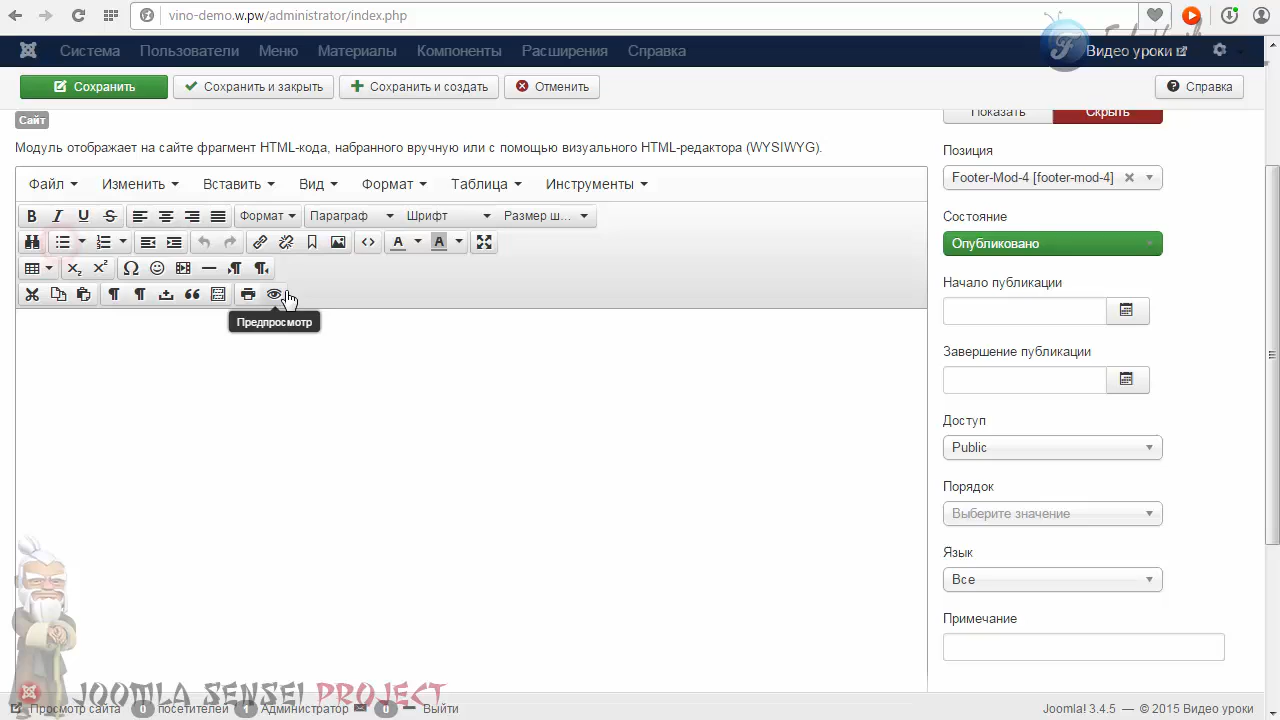 vino-demo.w.pw/administrator/index.php
Система Пользователи Меню Материалы Компоненты Расширения Справка Видео уроки
Сохранить Сохранить и закрыть Сохранить и создать Отменить Справка
Сайт
Показать Скрыть
Модуль отображает на сайте фрагмент HTML-кода, набранного вручную или с помощью визуального HTML-редактора (WYSIWYG).
Позиция
Файл Изменить Вставить Вид Формат Таблица Инструменты
Footer-Mod-4 [footer-mod-4]
Формат Параграф Шрифт Размер ш...
Состояние
Опубликовано
Начало публикации
Предпросмотр
Завершение публикации
Доступ
Public
Порядок
Выберите значение
Язык
Все
Примечание
JOOMLA SENSEI PROJECT
Просмотр сайта 0 посетителей 1 Администратор 0 Выйти
Joomla! 3.4.5 — © 2015 Видео уроки